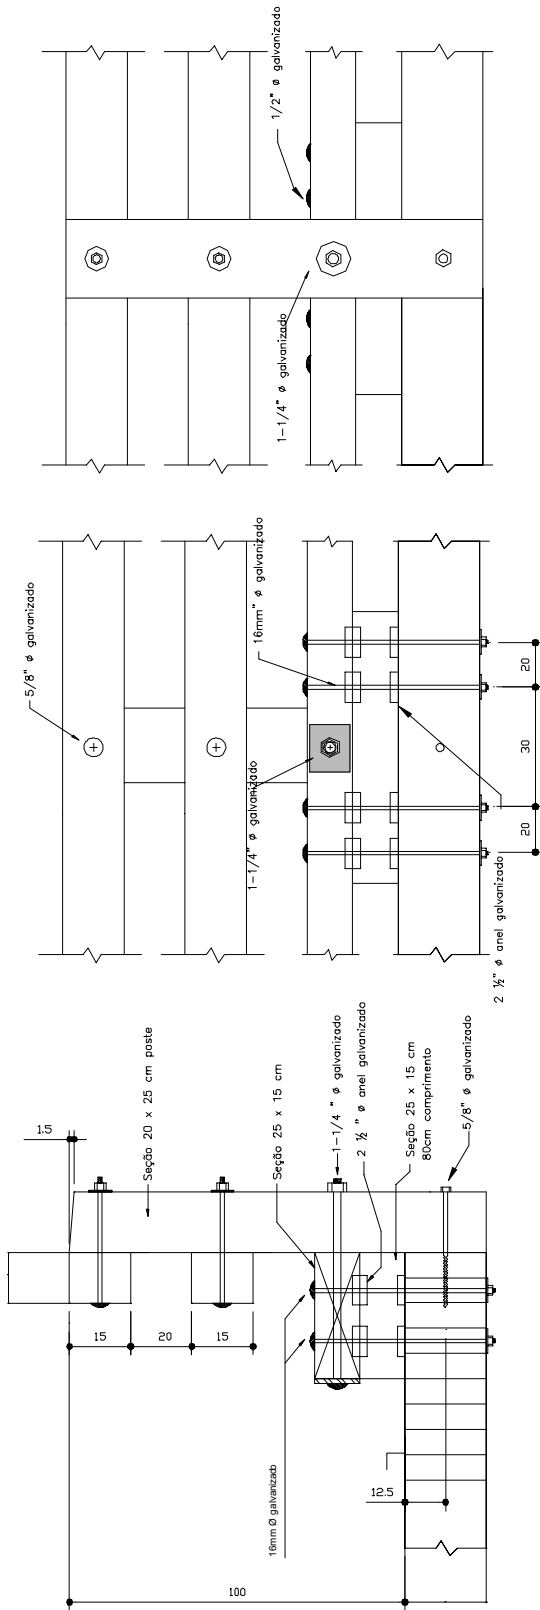 1/2" ø galvanizado
1-1/4" ø galvanizado
5/8" ø galvanizado
16mm" ø galvanizado
1-1/4" ø galvanizado
20
30
20
2 ½" ø anel galvanizado
1.5
Seção 20 x 25 cm poste
Seção 25 x 15 cm
1-1/4 " ø galvanizado
2 ½ " ø anel galvanizado
Seção 25 x 15 cm
80cm comprimento
5/8" ø galvanizado
15
20
15
16mm Ø galvanizado
12.5
100